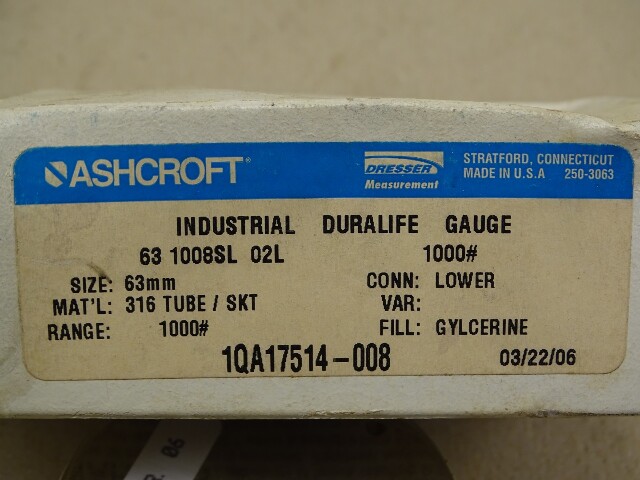 ASHCROFT®
DRESSER
Measurement
STRATFORD, CONNECTICUT
MADE IN U.S.A 250-3063
INDUSTRIAL DURALIFE GAUGE
63 1008SL 02L 1000#
SIZE: 63mm CONN: LOWER
MAT'L: 316 TUBE / SKT VAR:
RANGE: 1000# FILL: GYLCERINE
1QA17514-008 03/22/06
R. 06